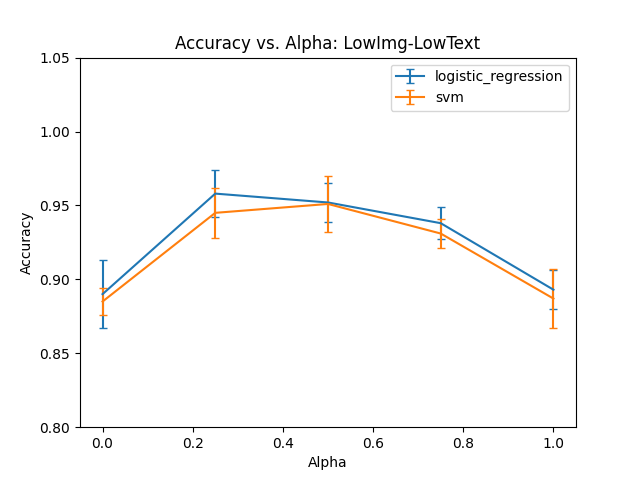 Accuracy vs. Alpha: LowImg-LowText
logistic_regression
svm
1.05
1.00
0.95
0.90
0.85
0.80
Accuracy
0.0 0.2 0.4 0.6 0.8 1.0
Alpha